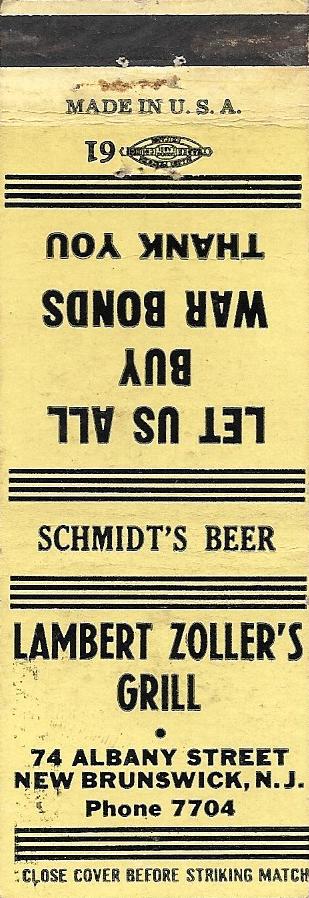 MADE IN U. S. A.
19
LET US ALL
BUY
WAR BONDS
THANK YOU
SCHMIDT'S BEER
LAMBERT ZOLLER'S
GRILL
74 ALBANY STREET
NEW BRUNSWICK, N.J.
Phone 7704
CLOSE COVER BEFORE STRIKING MATCH